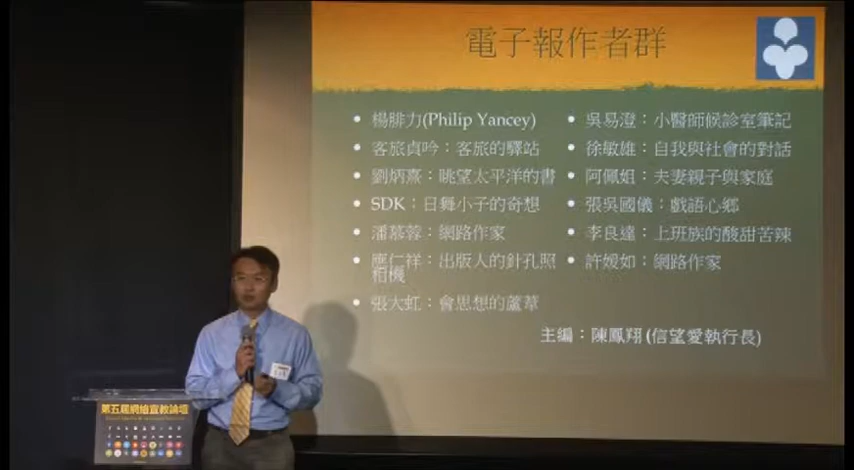 電子報作者群
楊腓力(Philip Yancey)
客旅貞吟：客旅的驛站
劉炳熹：眺望太平洋的書
SDK：日舞小子的奇想
潘慕蓉：網路作家
應仁祥：出版人的針孔照
相機
張大虹：會思想的蘆葦
吳易澄：小醫師候診室筆記
徐敏雄：自我與社會的對話
阿佩姐：夫妻親子與家庭
張吳國儀：戲語心鄉
李良達：上班族的酸甜苦辣
許媛如：網路作家
主編：陳鳳翔(信望愛執行長)
第五屆網絡宣教論壇